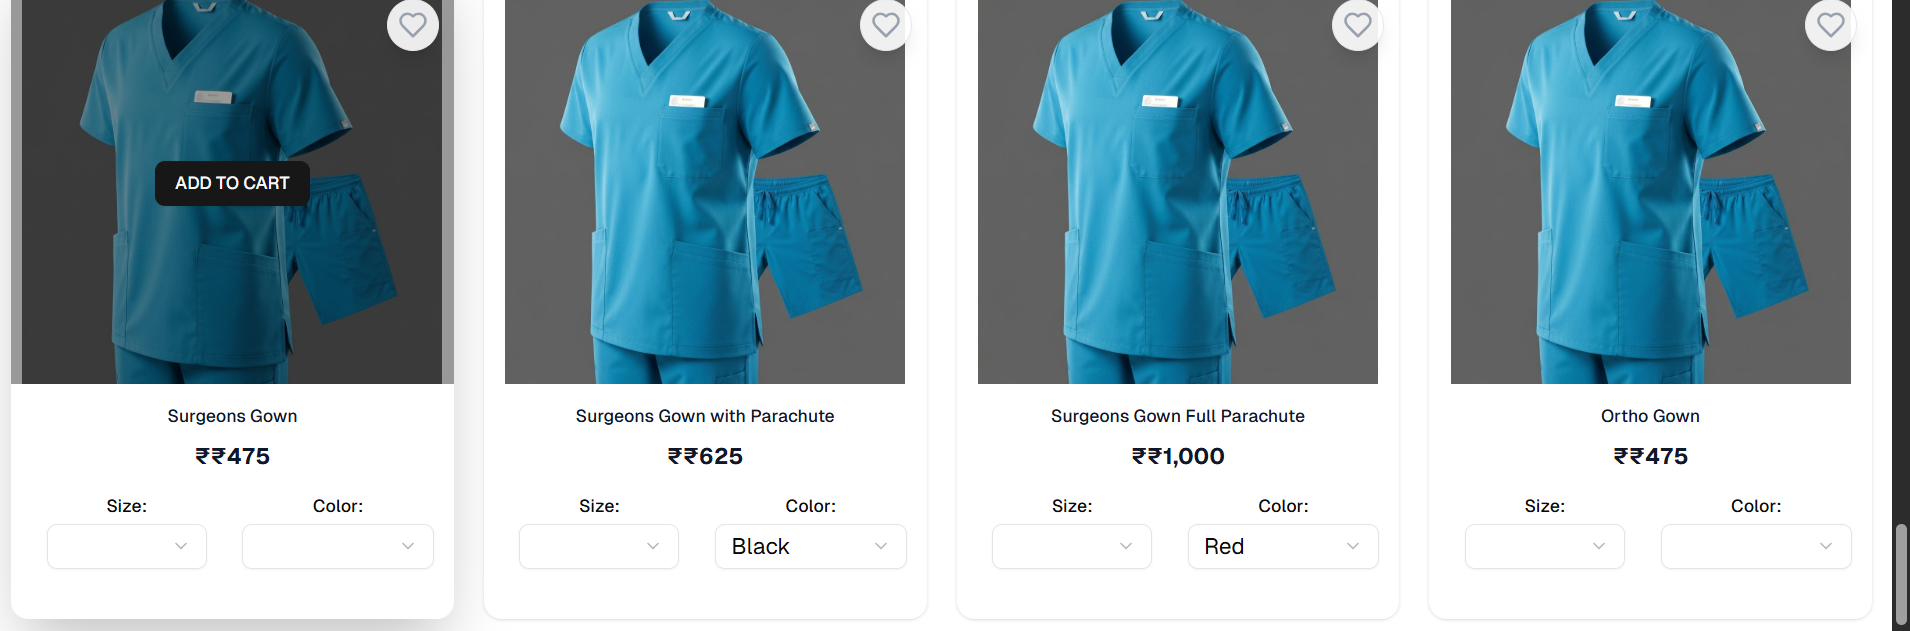 ADD TO CART
Surgeons Gown
₹₹475
Size:
Color:
Surgeons Gown with Parachute
₹₹625
Size:
Color:
Black
Surgeons Gown Full Parachute
₹₹1,000
Size:
Color:
Red
Ortho Gown
₹₹475
Size:
Color: